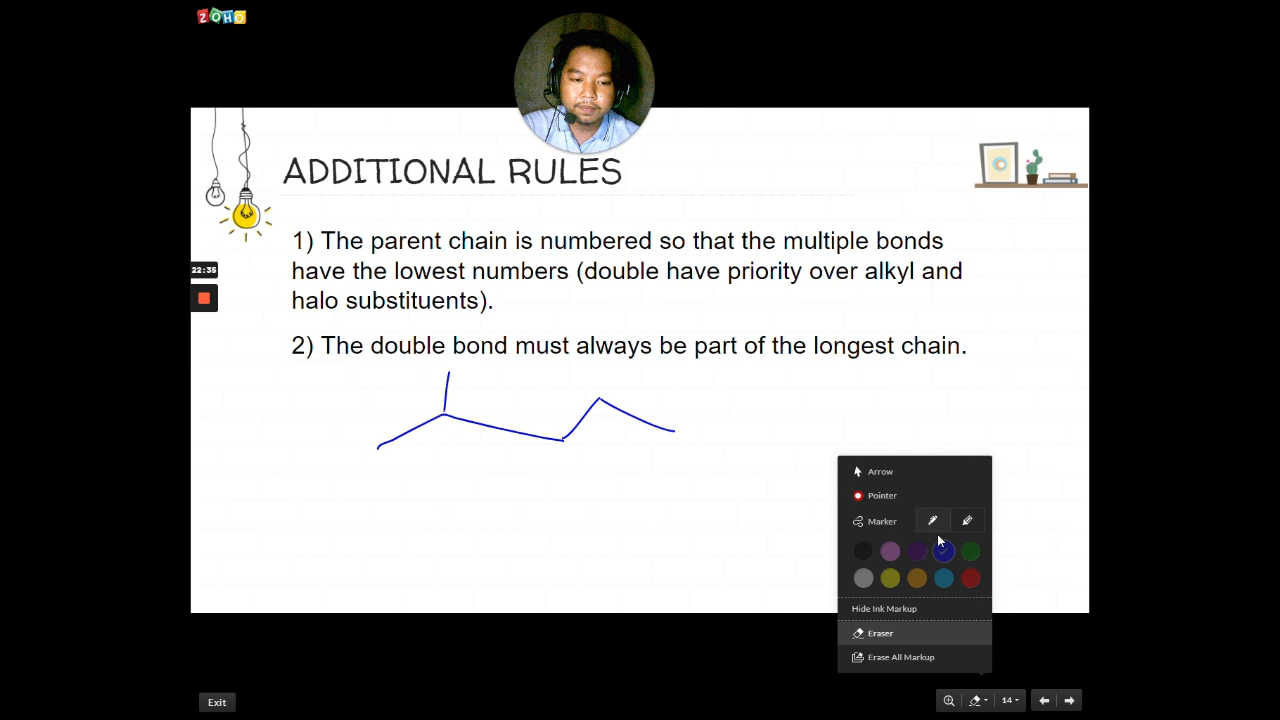 ZOHO
ADDITIONAL RULES
1) The parent chain is numbered so that the multiple bonds
have the lowest numbers (double have priority over alkyl and
halo substituents).
22:35
2) The double bond must always be part of the longest chain.
Arrow
Pointer
Marker
Hide Ink Markup
Eraser
Erase All Markup
Exit
14